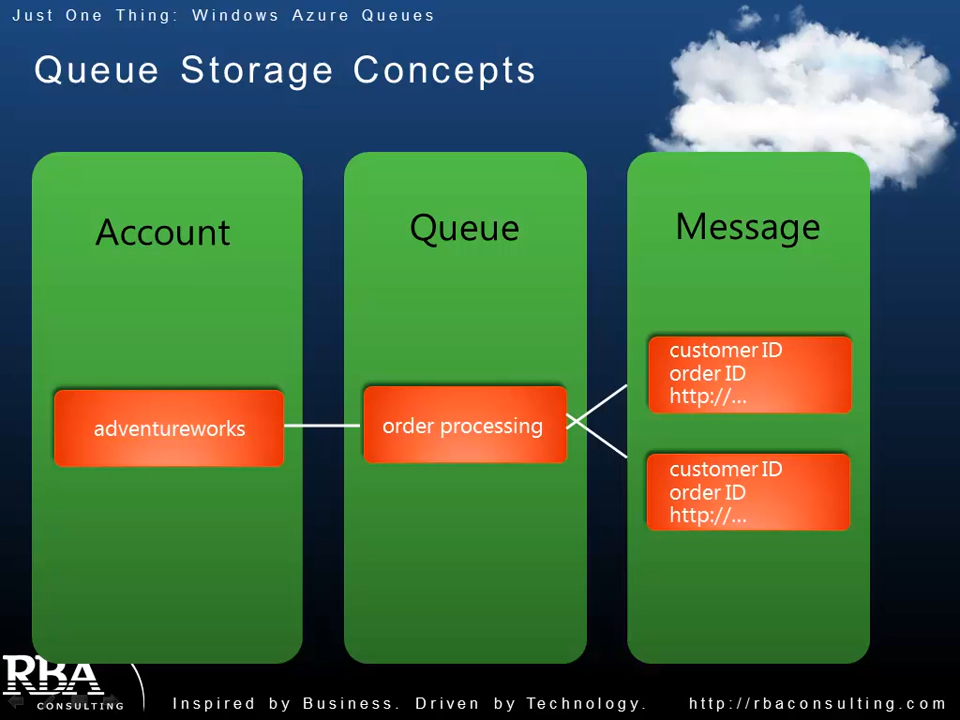 Just One Thing: Windows Azure Queues
Queue Storage Concepts
Account
Queue
Message
adventureworks
order processing
customer ID
order ID
http://...
customer ID
order ID
http://...
RBA
CONSULTING
Inspired by Business. Driven by Technology.
http://rbaconsulting.com